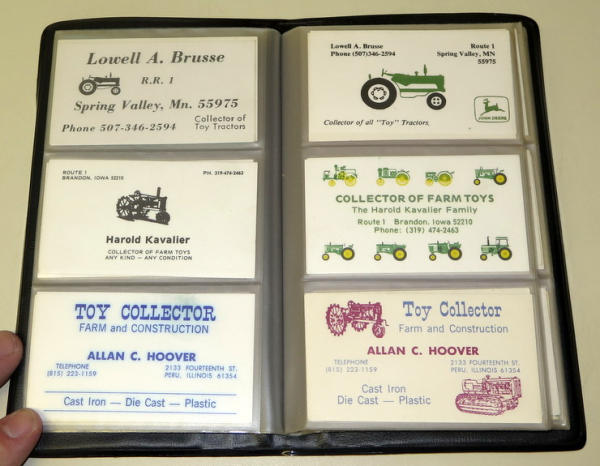 Lowell A. Brusse
R.R. 1
Spring Valley, Mn. 55975
Phone 507-346-2594
Collector of
Toy Tractors
Lowell A. Brusse
Phone (507)346-2594
Route 1
Spring Valley, MN
55975
Collector of all "Toy" Tractors
JOHN DEERE
ROUTE 1
BRANDON, IOWA 52210
PH. 319-474-2463
Harold Kavalier
COLLECTOR OF FARM TOYS
ANY KIND — ANY CONDITION
COLLECTOR OF FARM TOYS
The Harold Kavalier Family
Route 1 Brandon, Iowa 52210
Phone: (319) 474-2463
TOY COLLECTOR
FARM and CONSTRUCTION
ALLAN C. HOOVER
TELEPHONE
(815) 223-1159
2133 FOURTEENTH ST.
PERU, ILLINOIS 61354
Cast Iron — Die Cast — Plastic
Toy Collector
Farm and Construction
ALLAN C. HOOVER
TELEPHONE
(815) 223-1159
2133 FOURTEENTH ST.
PERU, ILLINOIS 61354
Cast Iron
Die Cast — Plastic